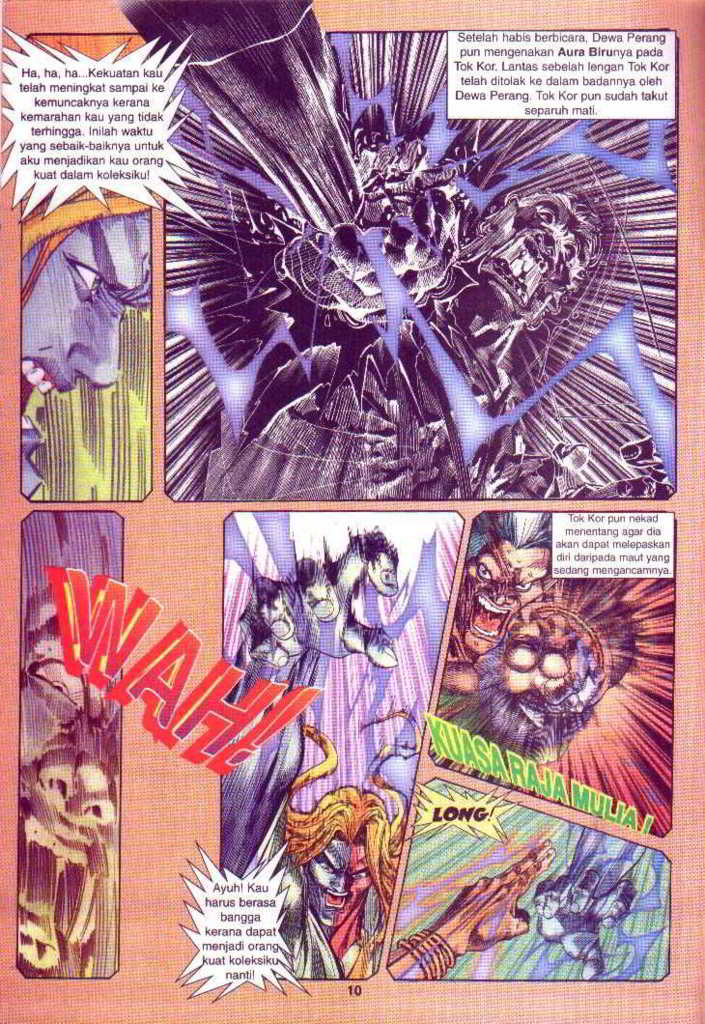 Ha, ha, ha...Kekuatan kau
telah meningkat sampai ke
kemuncaknya kerana
kemarahan kau yang tidak
terhingga. Inilah waktu
yang sebaik-baiknya untuk
aku menjadikan kau orang
kuat dalam koleksiku!
Setelah habis berbicara, Dewa Perang
pun mengenakan Aura Birunya pada
Tok Kor. Lantas sebelah lengan Tok Kor
telah ditolak ke dalam badannya oleh
Dewa Perang. Tok Kor pun sudah takut
separuh mati.
WAH!
Ayuh! Kau
harus berasa
bangga
kerana dapat
menjadi orang
kuat koleksiku
nanti!
Tok Kor pun nekad
menentang agar dia
akan dapat melepaskan
diri daripada maut yang
sedang mengancamnya.
KUASA RAJA MULIA!
LONG!
10